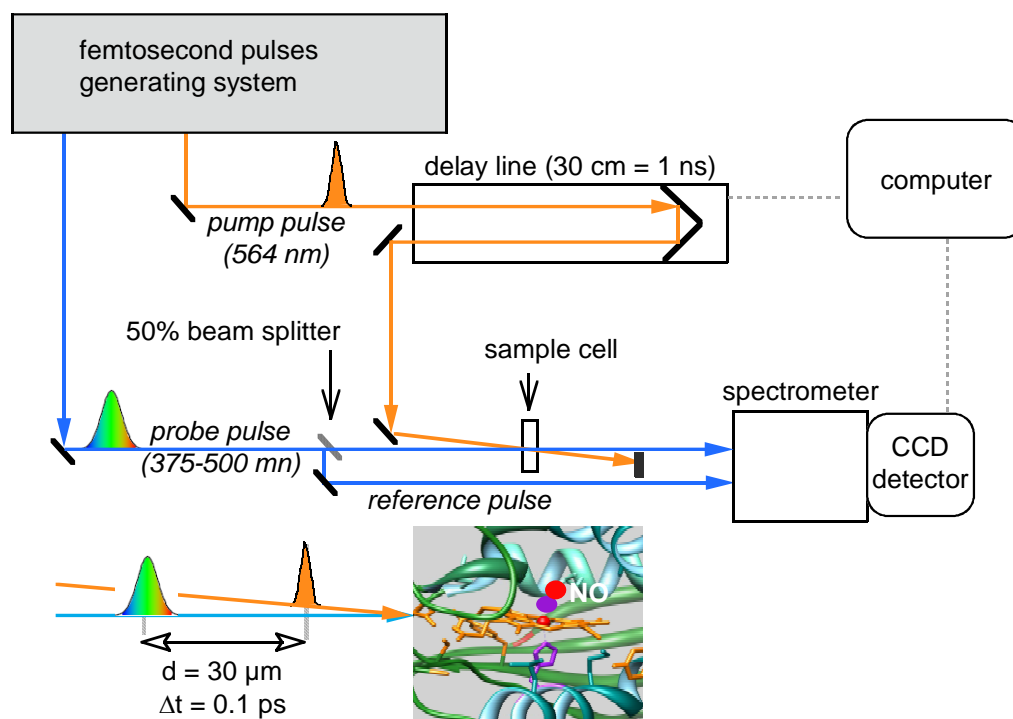 femtosecond pulses
generating system
delay line (30 cm = 1 ns)
computer
pump pulse
(564 nm)
50% beam splitter
sample cell
spectrometer
probe pulse
(375-500 mn)
CCD
detector
reference pulse
NO
d = 30 µm
Δt = 0.1 ps